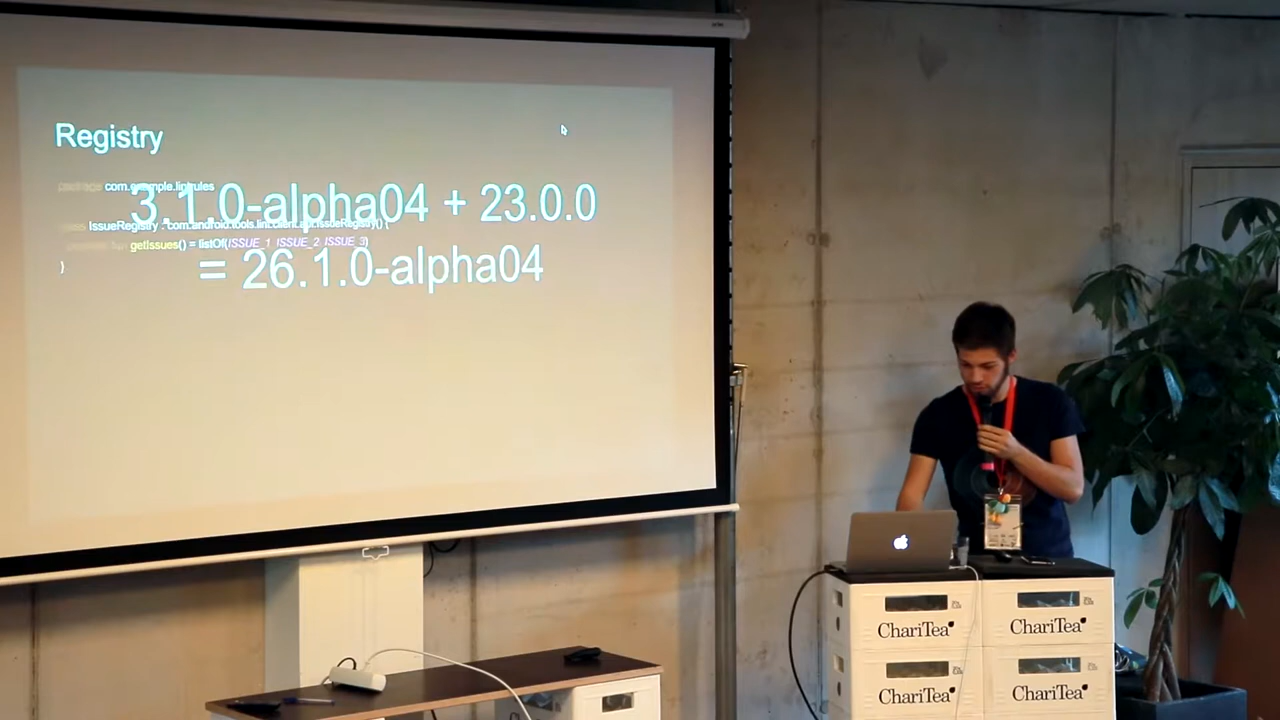 Registry
package com.example.lintrules
3.1.0-alpha04 + 23.0.0
IssueRegistry : com.android.tools.lint.client.api.IssueRegistry() {
getIssues() = listOf(ISSUE_1, ISSUE_2, ISSUE_3)
= 26.1.0-alpha04
}
ChariTea
ChariTea
ChariTea
ChariTea